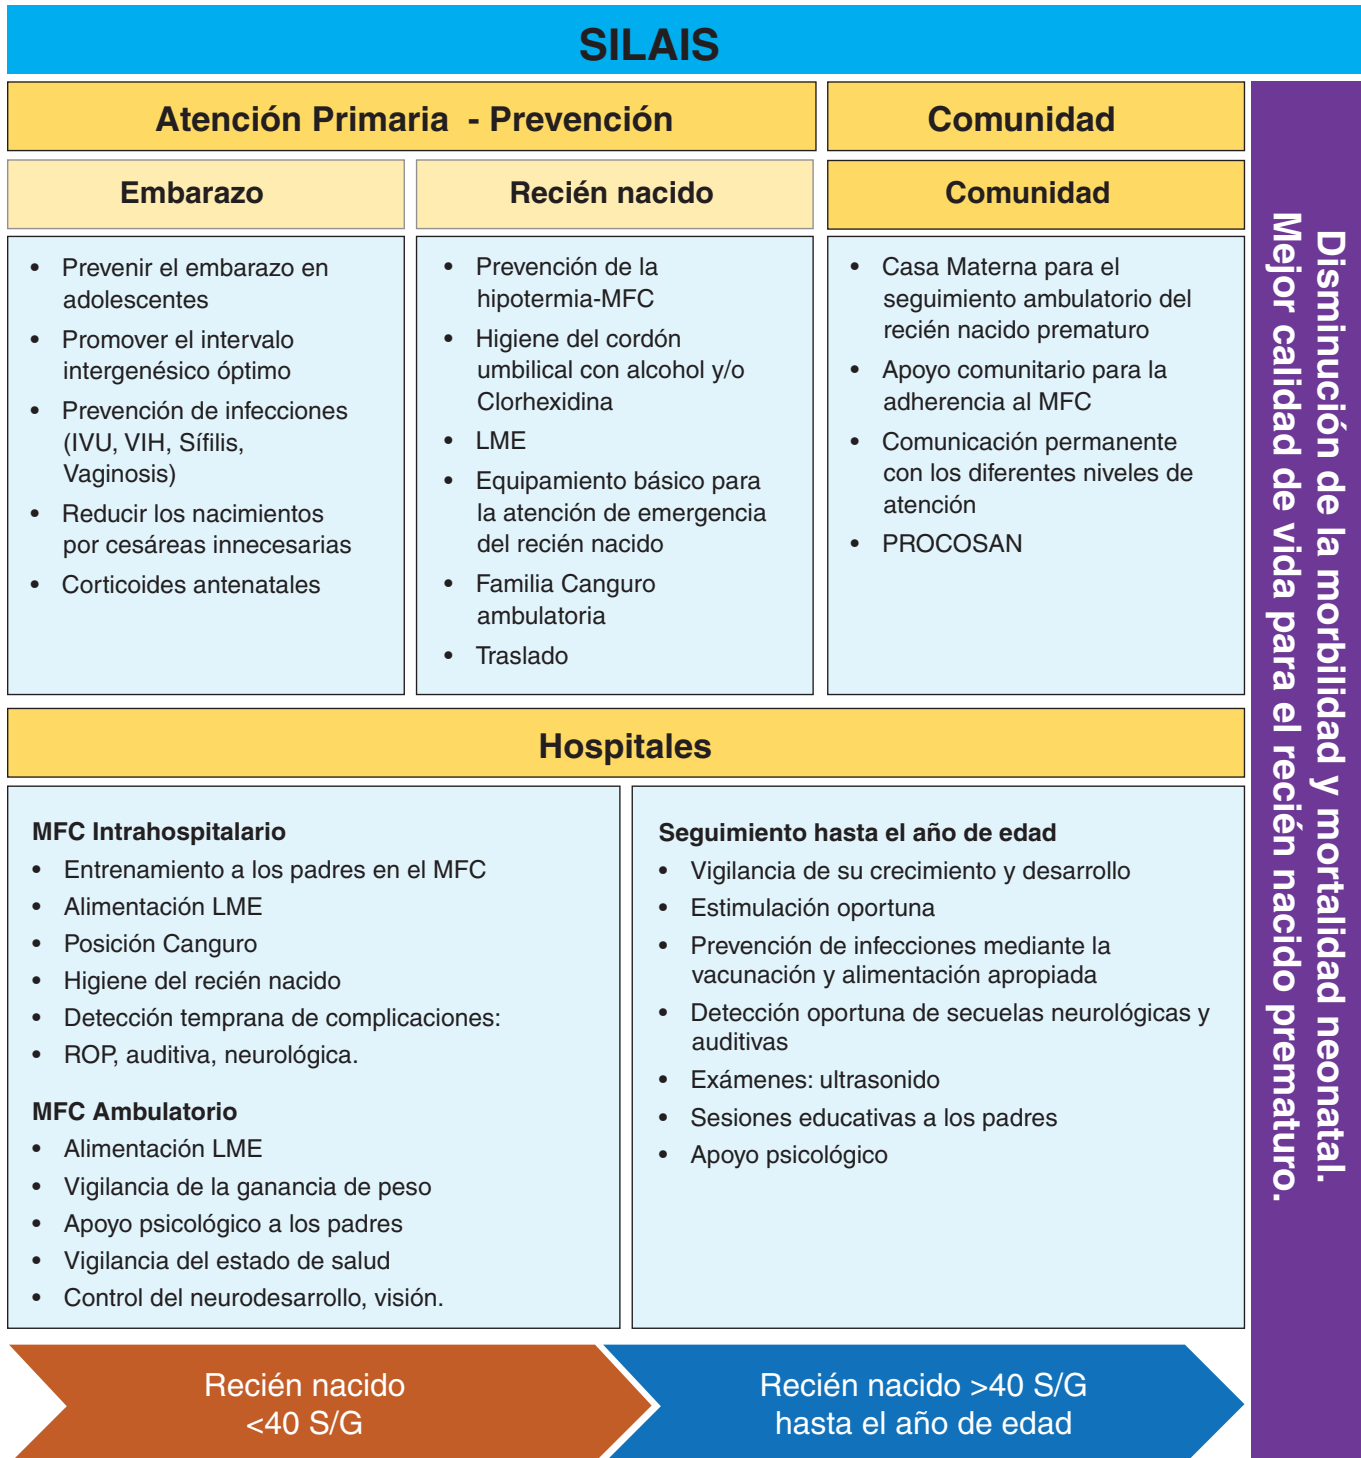 SILAIS
Atención Primaria - Prevención
Comunidad
Embarazo
Recién nacido
Comunidad
• Prevenir el embarazo en
adolescentes
• Promover el intervalo
intergenésico óptimo
• Prevención de infecciones
(IVU, VIH, Sífilis,
Vaginosis)
• Reducir los nacimientos
por cesáreas innecesarias
• Corticoides antenatales
• Prevención de la
hipotermia-MFC
• Higiene del cordón
umbilical con alcohol y/o
Clorhexidina
• LME
• Equipamiento básico para
la atención de emergencia
del recién nacido
• Familia Canguro
ambulatoria
• Traslado
• Casa Materna para el
seguimiento ambulatorio del
recién nacido prematuro
• Apoyo comunitario para la
adherencia al MFC
• Comunicación permanente
con los diferentes niveles de
atención
• PROCOSAN
Hospitales
MFC Intrahospitalario
• Entrenamiento a los padres en el MFC
• Alimentación LME
• Posición Canguro
• Higiene del recién nacido
• Detección temprana de complicaciones:
• ROP, auditiva, neurológica.
MFC Ambulatorio
• Alimentación LME
• Vigilancia de la ganancia de peso
• Apoyo psicológico a los padres
• Vigilancia del estado de salud
• Control del neurodesarrollo, visión.
Seguimiento hasta el año de edad
• Vigilancia de su crecimiento y desarrollo
• Estimulación oportuna
• Prevención de infecciones mediante la
vacunación y alimentación apropiada
• Detección oportuna de secuelas neurológicas y
auditivas
• Exámenes: ultrasonido
• Sesiones educativas a los padres
• Apoyo psicológico
Recién nacido
<40 S/G
Recién nacido >40 S/G
hasta el año de edad
Disminución de la morbilidad y mortalidad neonatal.
Mejor calidad de vida para el recién nacido prematuro.